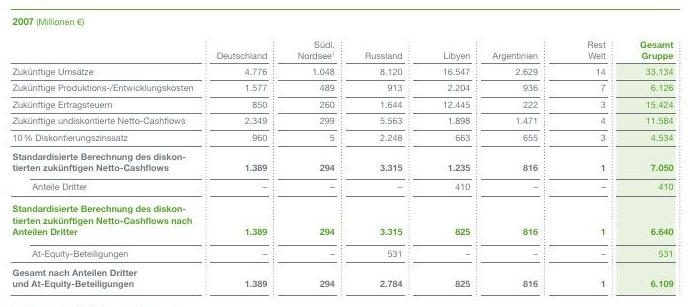 2007 (Millionen €)
Südl. Rest Gesamt
Deutschland Nordsee¹ Russland Libyen Argentinien Welt Gruppe
Zukünftige Umsätze 4.776 1.048 8.120 16.547 2.629 14 33.134
Zukünftige Produktions-/Entwicklungskosten 1.577 489 913 2.204 936 7 6.126
Zukünftige Ertragsteuern 850 260 1.644 12.445 222 3 15.424
Zukünftige undiskontierte Netto-Cashflows 2.349 299 5.563 1.898 1.471 4 11.584
10 % Diskontierungszinssatz 960 5 2.248 663 655 3 4.534
Standardisierte Berechnung des diskon-
tierten zukünftigen Netto-Cashflows 1.389 294 3.315 1.235 816 1 7.050
Anteile Dritter – – – 410 – – 410
Standardisierte Berechnung des diskon-
tierten zukünftigen Netto-Cashflows nach
Anteilen Dritter 1.389 294 3.315 825 816 1 6.640
At-Equity-Beteiligungen – – 531 – – – 531
Gesamt nach Anteilen Dritter
und At-Equity-Beteiligungen 1.389 294 2.784 825 816 1 6.109